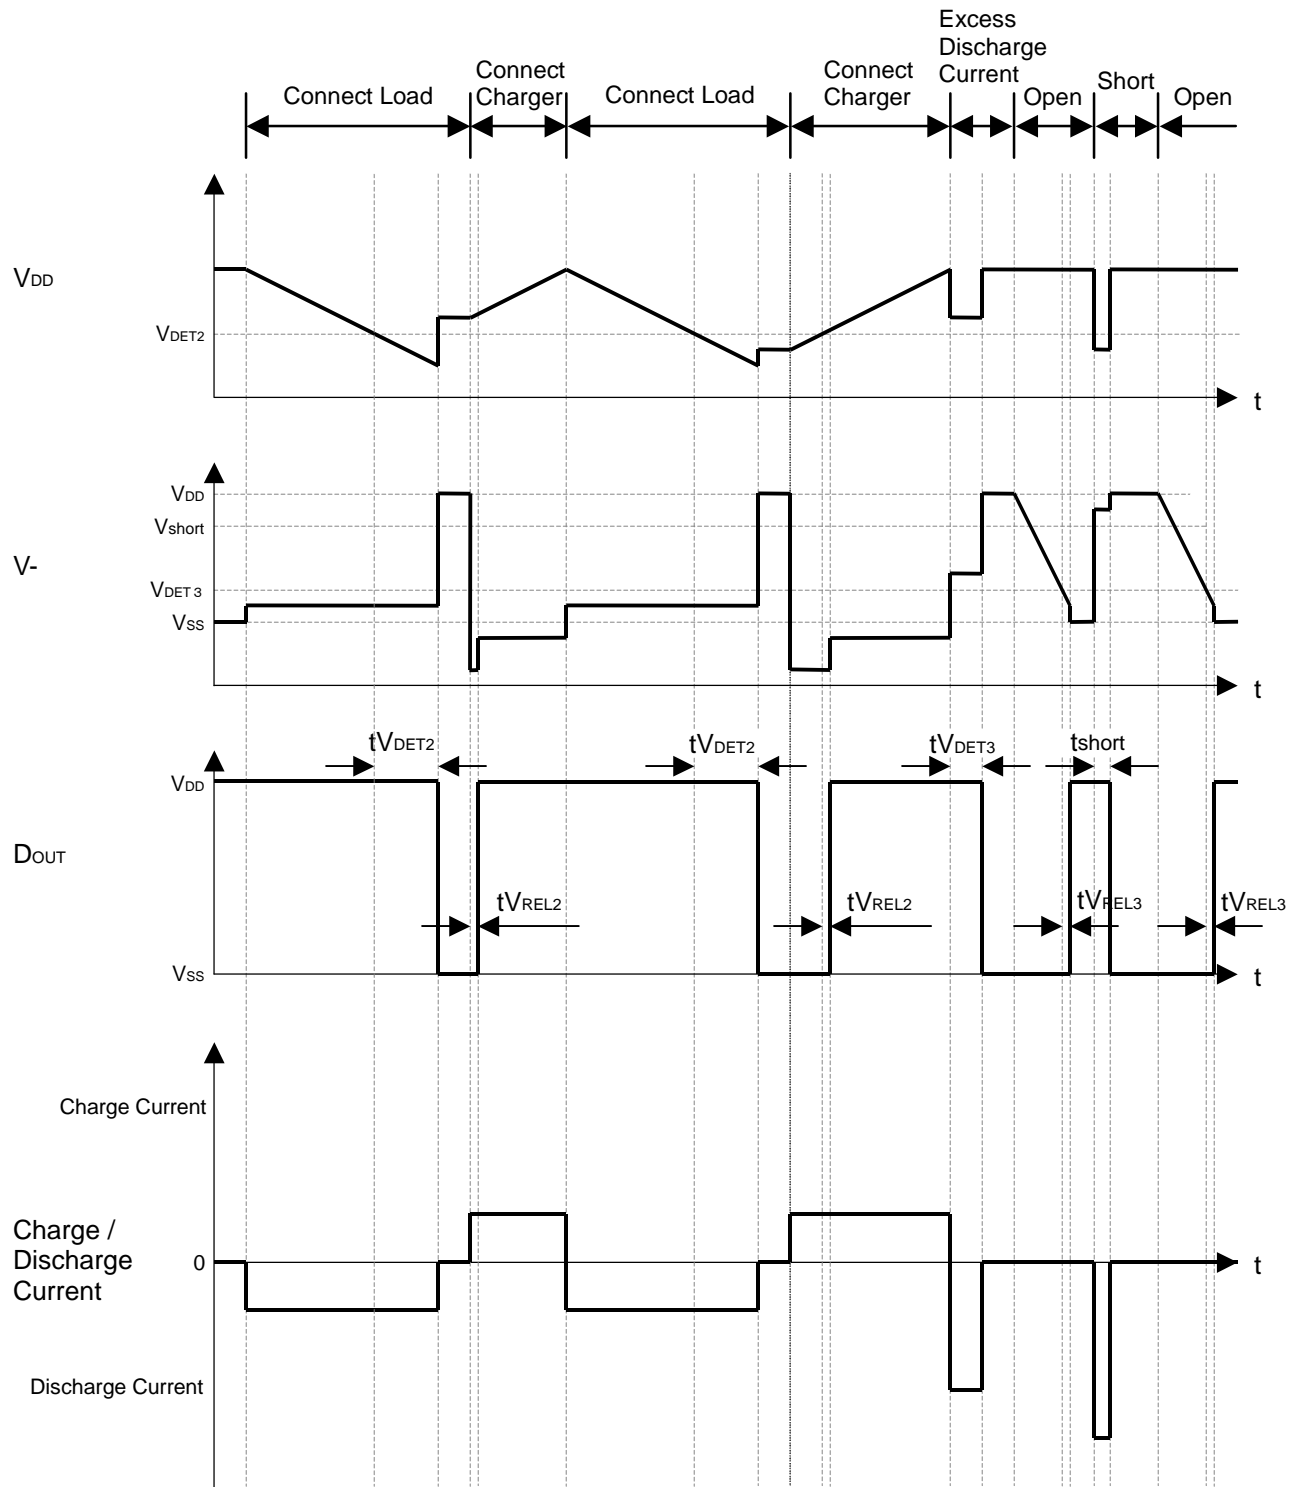 Excess
Discharge
Current
Connect Load
Connect
Charger
Connect Load
Connect
Charger
Open
Short
Open
VDD
VDET2
t
V-
VDD
Vshort
VDET3
VSS
t
DOUT
VDD
tVDET2
tVDET2
tVDET3
tshort
tVREL2
tVREL2
tVREL3
tVREL3
VSS
t
Charge Current
Charge /
Discharge
Current
0
t
Discharge Current